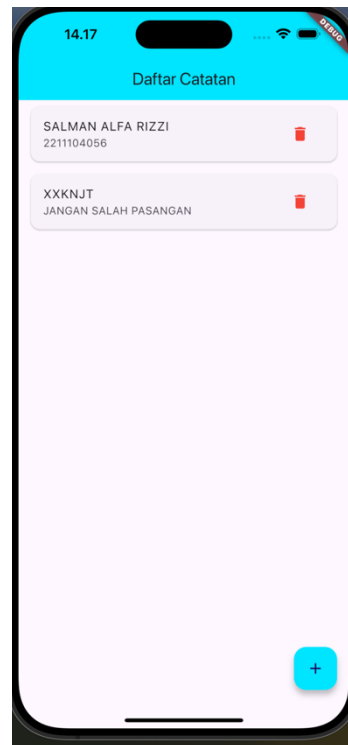 14.17
DEBUG
Daftar Catatan
SALMAN ALFA RIZZI
2211104056
XXKNJT
JANGAN SALAH PASANGAN
+